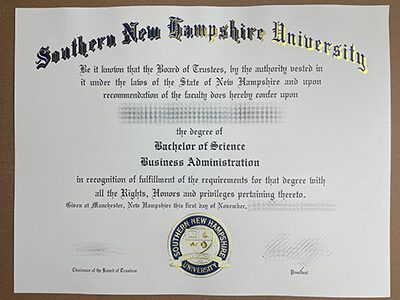 Southern New Hampshire University
Be it known that the Board of Trustees, by the authority vested in
it under the laws of the State of New Hampshire and upon
recommendation of the faculty does hereby confer upon
the degree of
Bachelor of Science
Business Administration
in recognition of fulfillment of the requirements for that degree with
all the Rights, Honors and privileges pertaining thereto.
Given at Manchester, New Hampshire this first day of November,
SOUTHERN NEW HAMPSHIRE
UNIVERSITY
Chairman of the Board of Trustees
President